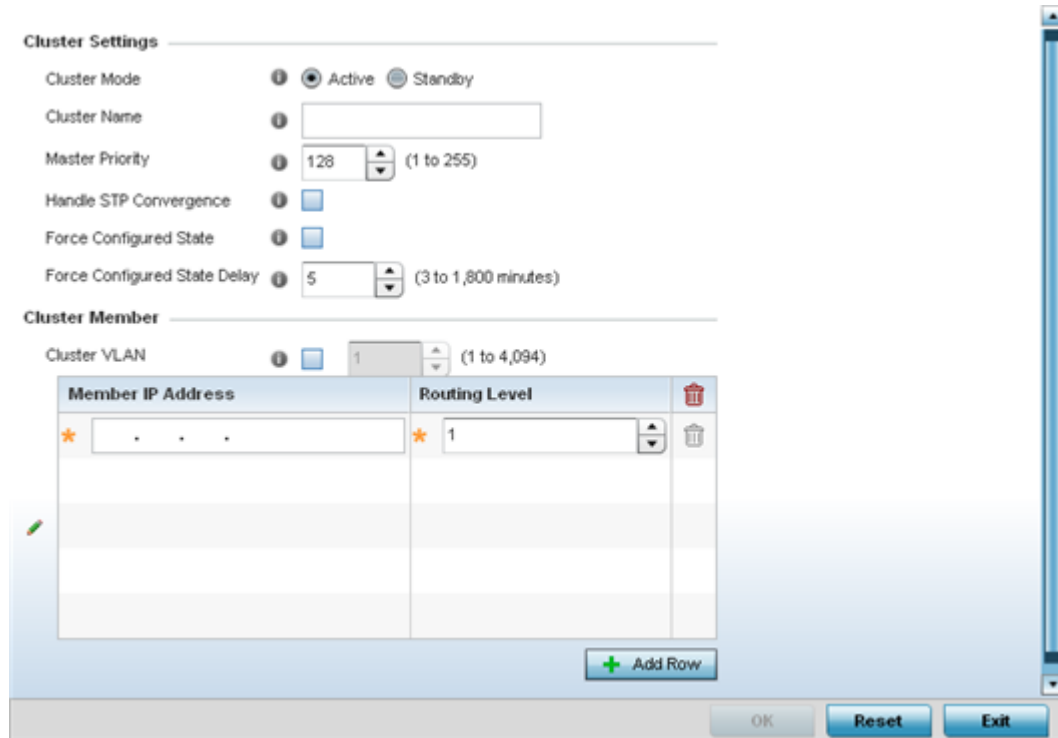 Cluster Settings
Cluster Mode Active Standby
Cluster Name
Master Priority 128 (1 to 255)
Handle STP Convergence
Force Configured State
Force Configured State Delay 5 (3 to 1,800 minutes)
Cluster Member
Cluster VLAN 1 (1 to 4,094)
Member IP Address Routing Level
* . . . * 1
+ Add Row
OK Reset Exit